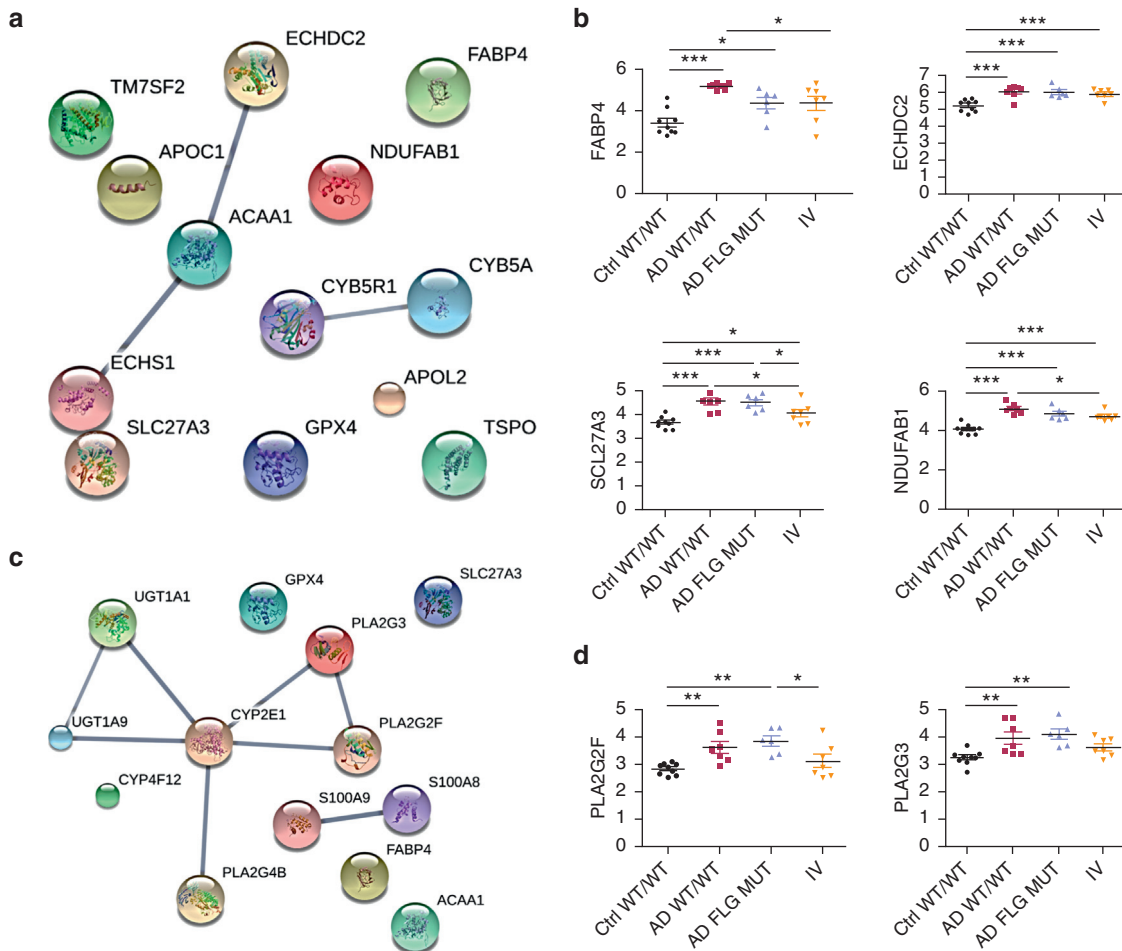 a
ECHDC2
FABP4
TM7SF2
APOC1
NDUFAB1
ACAA1
CYB5A
CYB5R1
ECHS1
APOL2
SLC27A3
GPX4
TSPO
b
*
*
***
6
4
2
0
FABP4
Ctrl WT/WT
AD WT/WT
AD FLG MUT
IV
***
***
***
7
6
5
4
3
2
1
0
ECHDC2
Ctrl WT/WT
AD WT/WT
AD FLG MUT
IV
*
*** *
*** *
5
4
3
2
1
0
SCL27A3
Ctrl WT/WT
AD WT/WT
AD FLG MUT
IV
***
***
*** *
6
4
2
0
NDUFAB1
Ctrl WT/WT
AD WT/WT
AD FLG MUT
IV
c
UGT1A1
GPX4
SLC27A3
PLA2G3
UGT1A9
CYP2E1
PLA2G2F
CYP4F12
S100A9
S100A8
PLA2G4B
FABP4
ACAA1
d
** *
**
5
4
3
2
1
0
PLA2G2F
Ctrl WT/WT
AD WT/WT
AD FLG MUT
IV
**
**
5
4
3
2
1
0
PLA2G3
Ctrl WT/WT
AD WT/WT
AD FLG MUT
IV